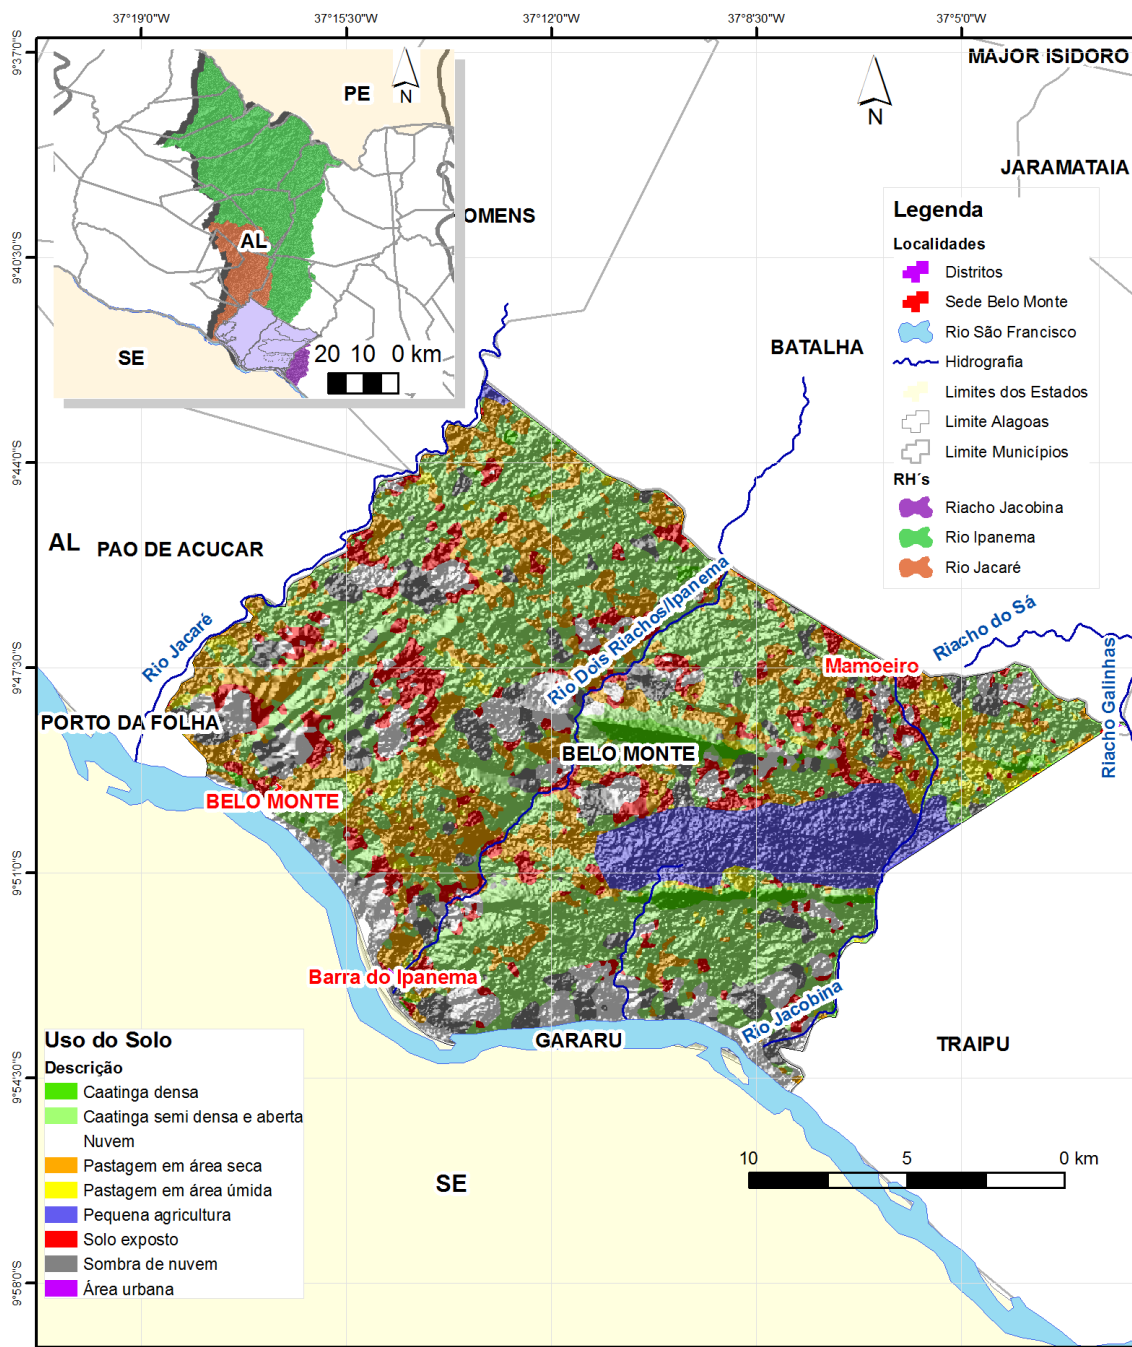 37°19'0"W
37°15'30"W
37°12'0"W
37°8'30"W
37°5'0"W
9°37'0"S
9°40'30"S
9°44'0"S
9°47'30"S
9°51'0"S
9°54'30"S
9°58'0"S
PE
N
AL
SE
20 10 0 km
OMENS
N
MAJOR ISIDORO
JARAMATAIA
BATALHA
Legenda
Localidades
Distritos
Sede Belo Monte
Rio São Francisco
Hidrografia
Limites dos Estados
Limite Alagoas
Limite Municípios
RH´s
Riacho Jacobina
Rio Ipanema
Rio Jacaré
AL
PAO DE ACUCAR
Rio Jacaré
Rio Dois Riachos/Ipanema
Riacho do Sá
Mamoeiro
Riacho Galinhas
PORTO DA FOLHA
BELO MONTE
BELO MONTE
Barra do Ipanema
Rio Jacobina
GARARU
TRAIPU
SE
10 5 0 km
Uso do Solo
Descrição
Caatinga densa
Caatinga semi densa e aberta
Nuvem
Pastagem em área seca
Pastagem em área úmida
Pequena agricultura
Solo exposto
Sombra de nuvem
Área urbana